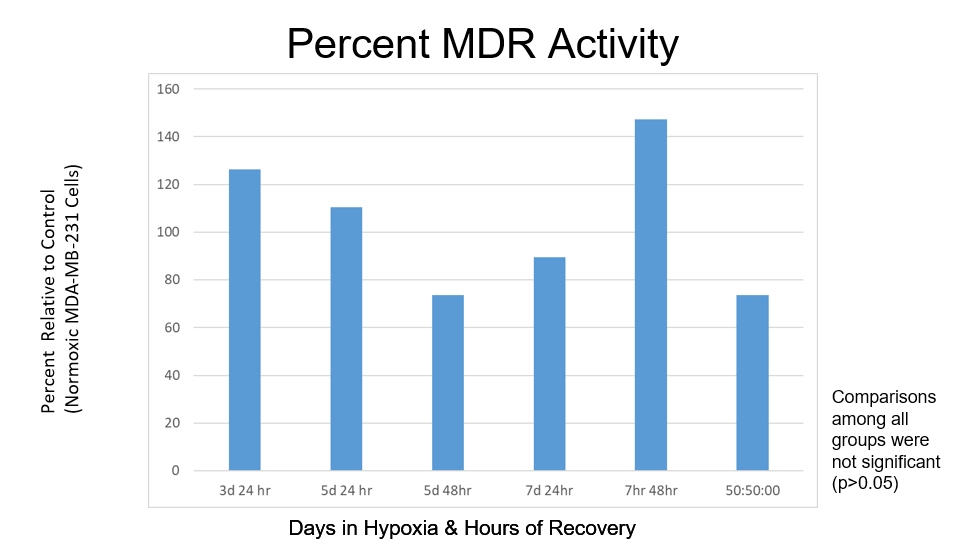 Percent MDR Activity
Percent  Relative to Control
(Normoxic MDA-MB-231 Cells)
160
140
120
100
80
60
40
20
0
3d 24 hr
5d 24 hr
5d 48hr
7d 24hr
7hr 48hr
50:50:00
Days in Hypoxia & Hours of Recovery
Comparisons
among all
groups were
not significant
(p>0.05)